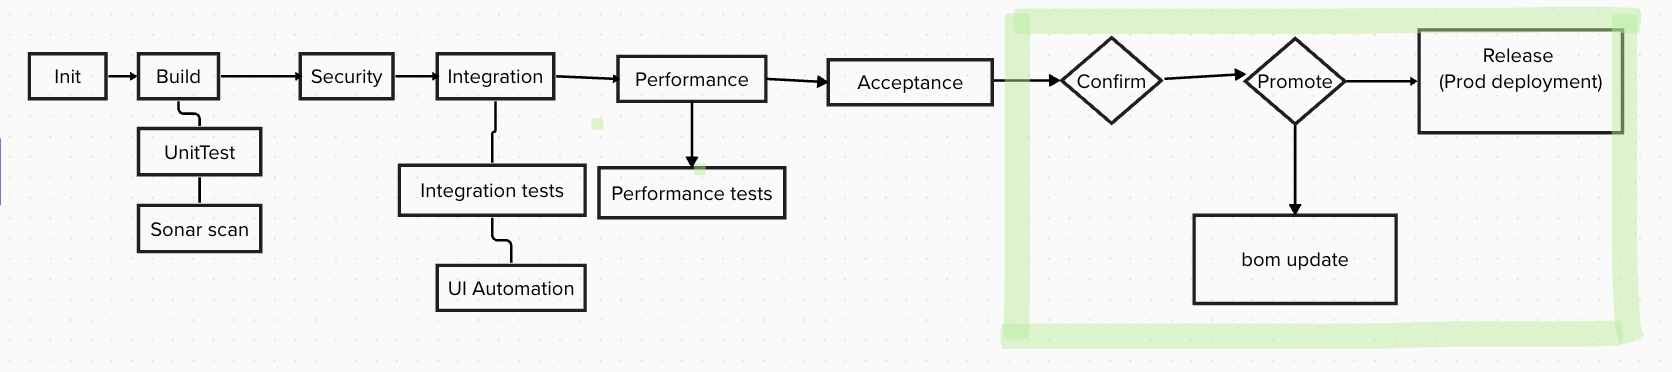 Init
Build
Security
Integration
Performance
Acceptance
Confirm
Promote
Release
(Prod deployment)
UnitTest
Sonar scan
Integration tests
UI Automation
Performance tests
bom update